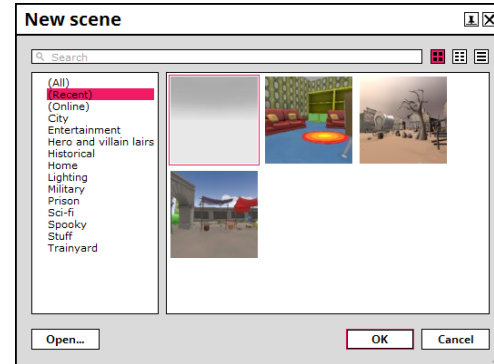 New scene
Search
(All)
(Recent)
(Online)
City
Entertainment
Hero and villain lairs
Historical
Home
Lighting
Military
Prison
Sci-fi
Spooky
Stuff
Trainyard
Open...
OK
Cancel